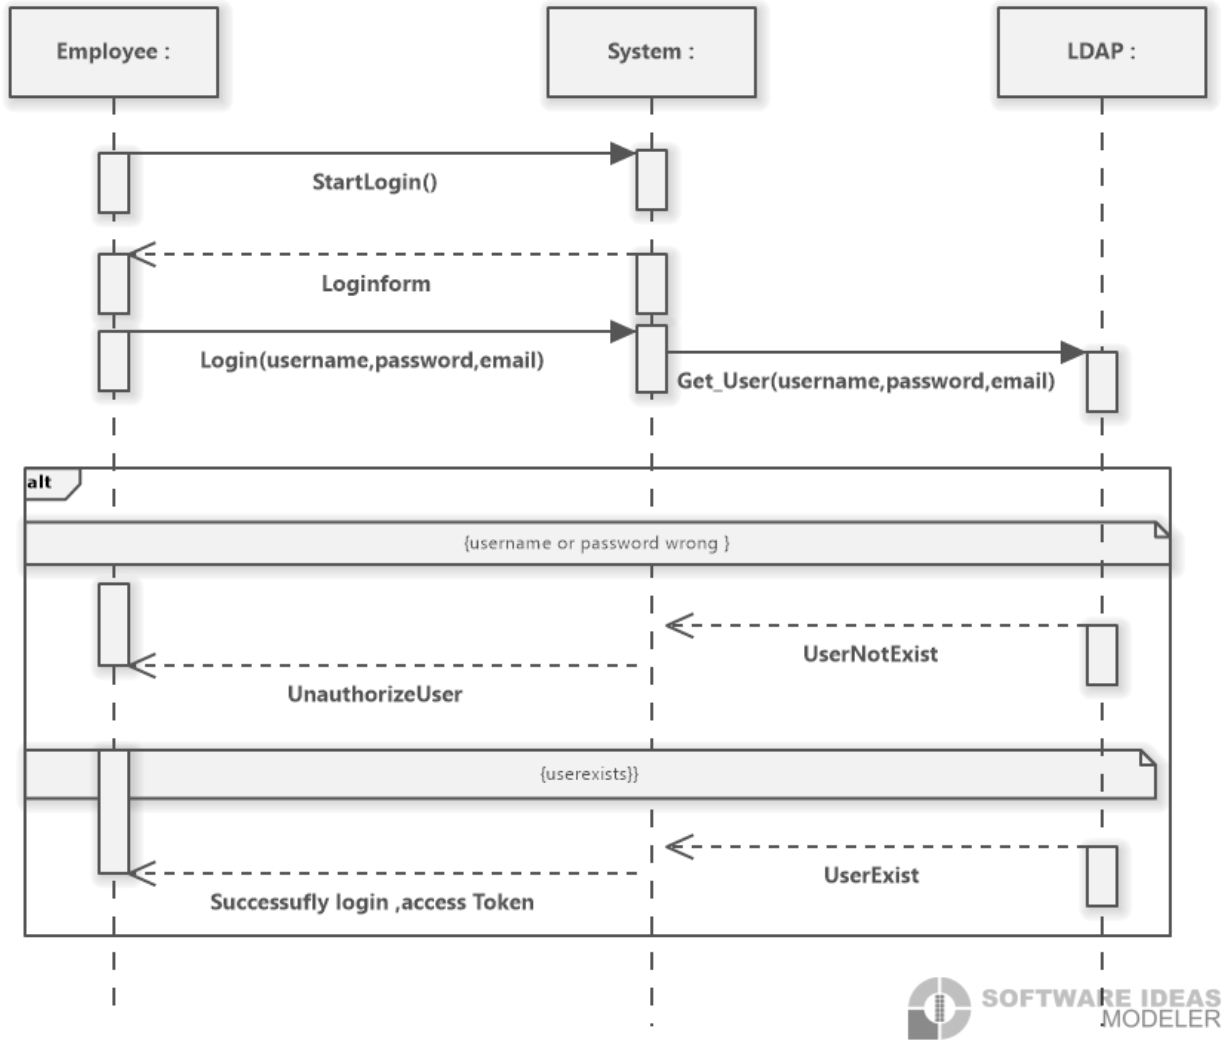 Employee :
System :
LDAP :
StartLogin()
Loginform
Login(username,password,email)
Get_User(username,password,email)
alt
{username or password wrong }
UserNotExist
UnauthorizeUser
{userexists}}
UserExist
Successufly login ,access Token
SOFTWARE IDEAS
MODELER